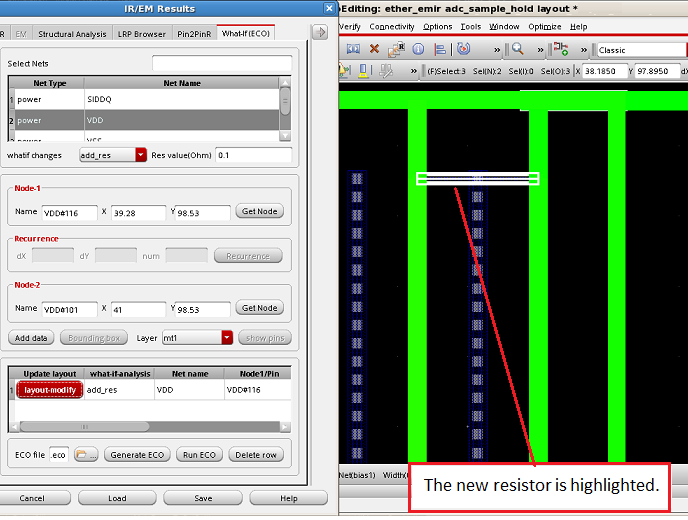 IR/EM Results
Editing: ether_emir adc_sample_hold layout *
R EM Structural Analysis LRP Browser Pin2PinR What-If (ECO)
Verify Connectivity Options Tools Window Optimize Help
Classic
(F)Select:3 Sel(N):2 Sel(I):0 Sel(O):3 X 38.1850 Y 97.8950 dX
Select Nets
Net Type Net Name
1 power SIDDQ
2 power VDD
power VSS
whatif changes add_res Res value(Ohm) 0.1
Node-1
Name VDD#116 X 39.28 Y 98.53 Get Node
Recurrence
dX dY num Recurrence
Node-2
Name VDD#101 X 41 Y 98.53 Get Node
Add data Bounding box Layer mt1 show pins
Update layout what-if-analysis Net name Node1/Pin
1 layout-modify add_res VDD VDD#116
ECO file .eco ... Generate ECO Run ECO Delete row
Cancel Load Save Help
Net(bias1) Width(
The new resistor is highlighted.